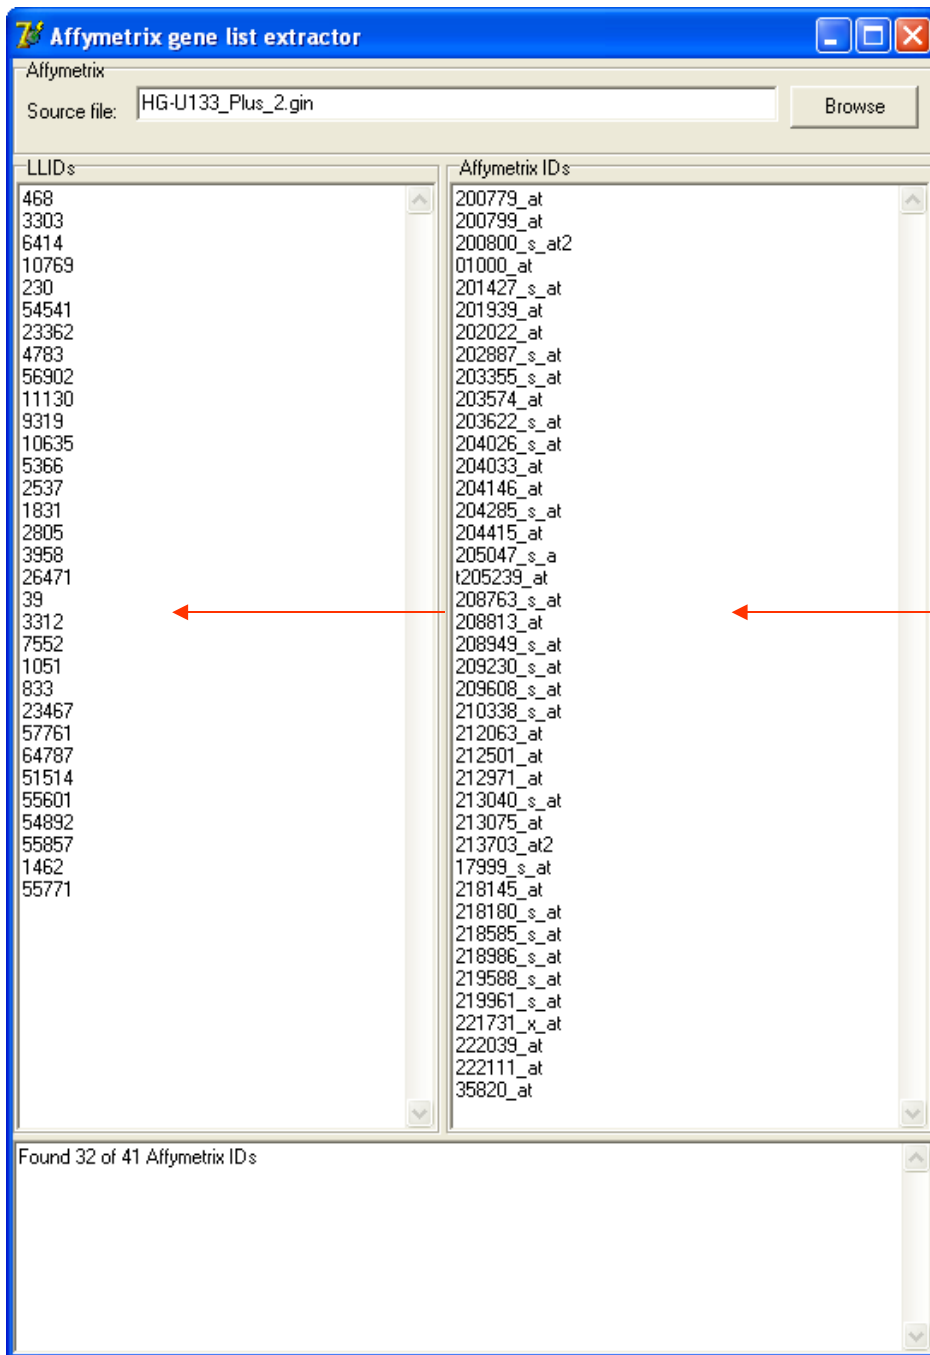 Affymetrix gene list extractor
Affymetrix
Source file: HG-U133_Plus_2.gin Browse
LLIDs
468
3303
6414
10769
230
54541
23362
4783
56902
11130
9319
10635
5366
2537
1831
2805
3958
26471
39
3312
7552
1051
833
23467
57761
64787
51514
55601
54892
55857
1462
55771
Affymetrix IDs
200779_at
200799_at
200800_s_at2
01000_at
201427_s_at
201939_at
202022_at
202887_s_at
203355_s_at
203574_at
203622_s_at
204026_s_at
204033_at
204146_at
204285_s_at
204415_at
205047_s_a
t205239_at
208763_s_at
208813_at
208949_s_at
209230_s_at
209608_s_at
210338_s_at
212063_at
212501_at
212971_at
213040_s_at
213075_at
213703_at2
17999_s_at
218145_at
218180_s_at
218585_s_at
218986_s_at
219588_s_at
219961_s_at
221731_x_at
222039_at
222111_at
35820_at
Found 32 of 41 Affymetrix IDs